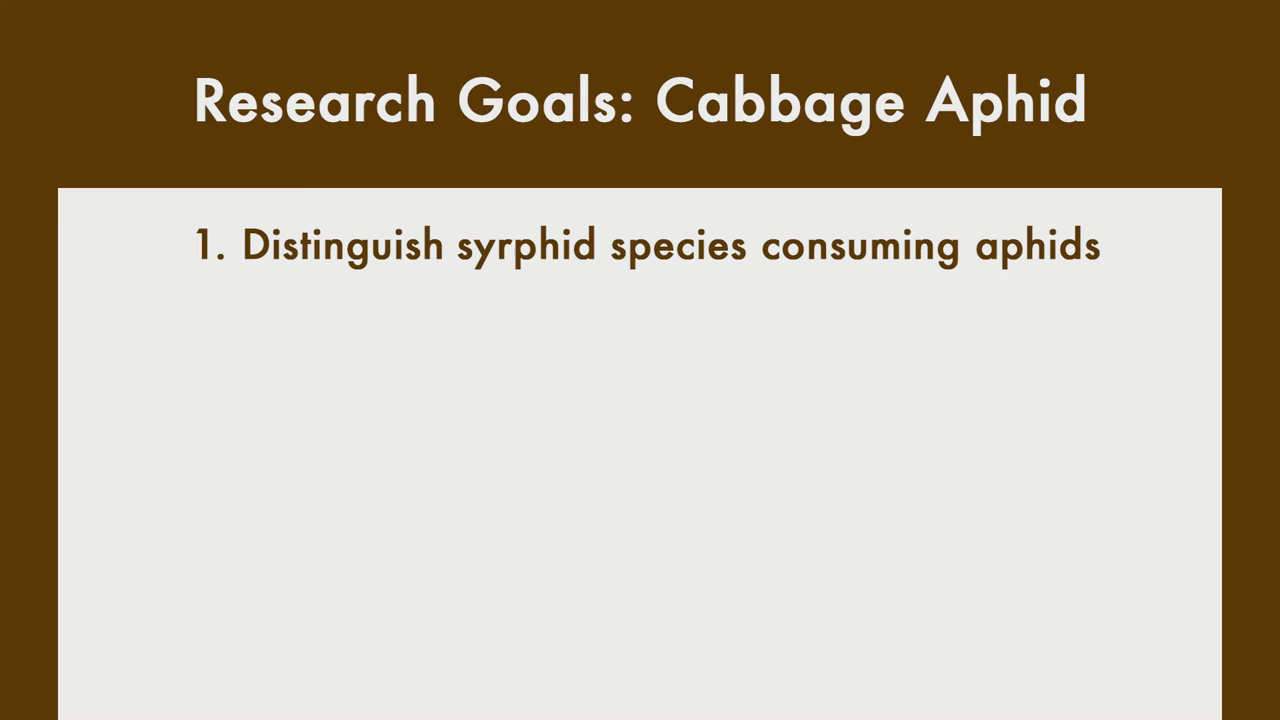 Research Goals: Cabbage Aphid
1. Distinguish syrphid species consuming aphids